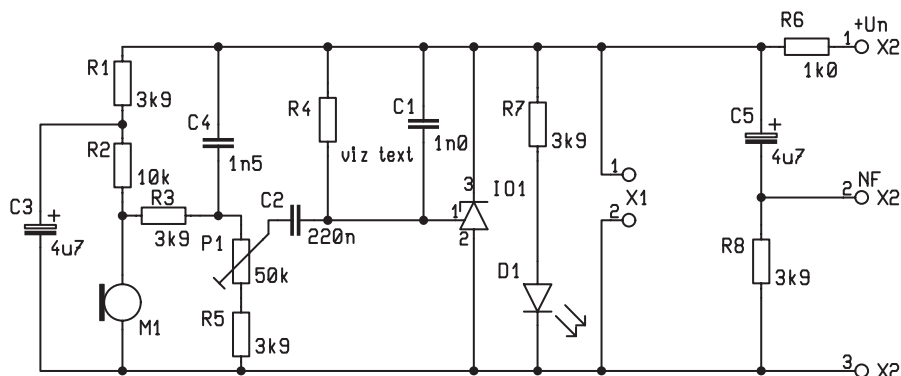 R6
+Un
1
X2
1k0
R1
3k9
C4
1n5
R4
viz text
C1
1n0
R7
3k9
C5
+
4u7
R2
10k
C3
+
4u7
R3
3k9
C2
220n
P1
50k
3
IO1
1
2
1
X1
2
NF
2
X2
R8
3k9
D1
M1
R5
3k9
3
X2